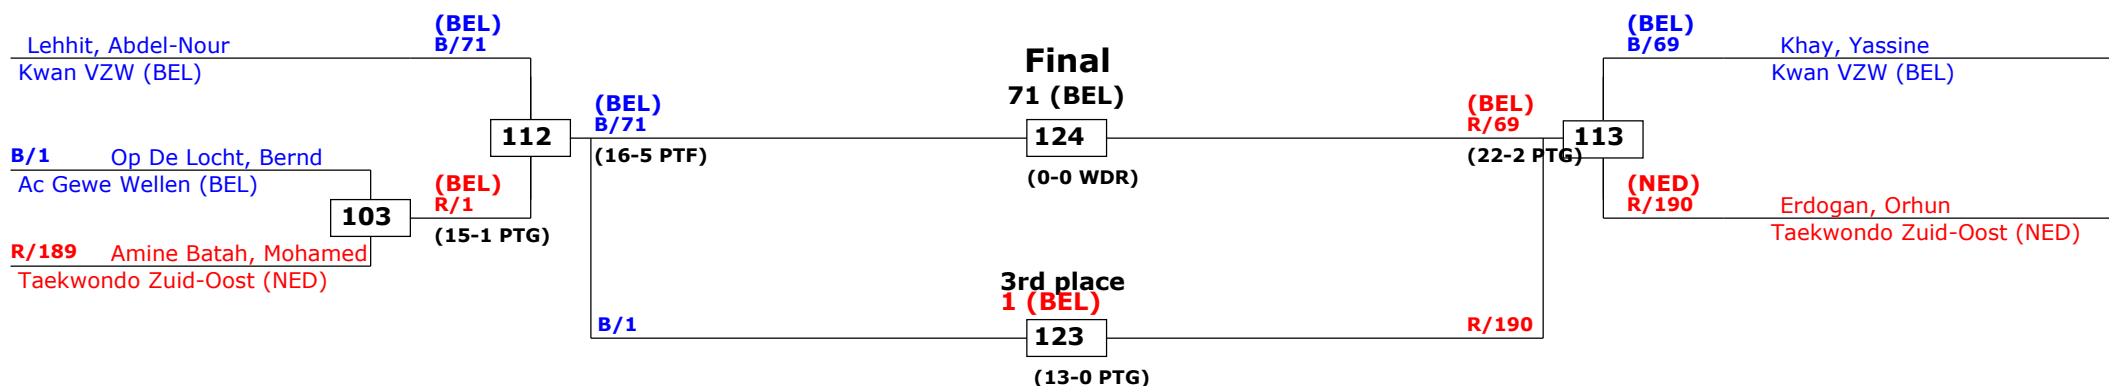 (BEL)
B/71
Lehhit, Abdel-Nour
Kwan VZW (BEL)
B/1 Op De Locht, Bernd
Ac Gewe Wellen (BEL)
R/189 Amine Batah, Mohamed
Taekwondo Zuid-Oost (NED)
103
(BEL)
R/1
(15-1 PTG)
112
(BEL)
B/71
(16-5 PTF)
Final
71 (BEL)
124
(0-0 WDR)
3rd place
1 (BEL)
B/1
123
R/190
(13-0 PTG)
(BEL)
R/69
(22-2 PTG)
113
(BEL)
B/69
Khay, Yassine
Kwan VZW (BEL)
(NED)
R/190
Erdogan, Orhun
Taekwondo Zuid-Oost (NED)